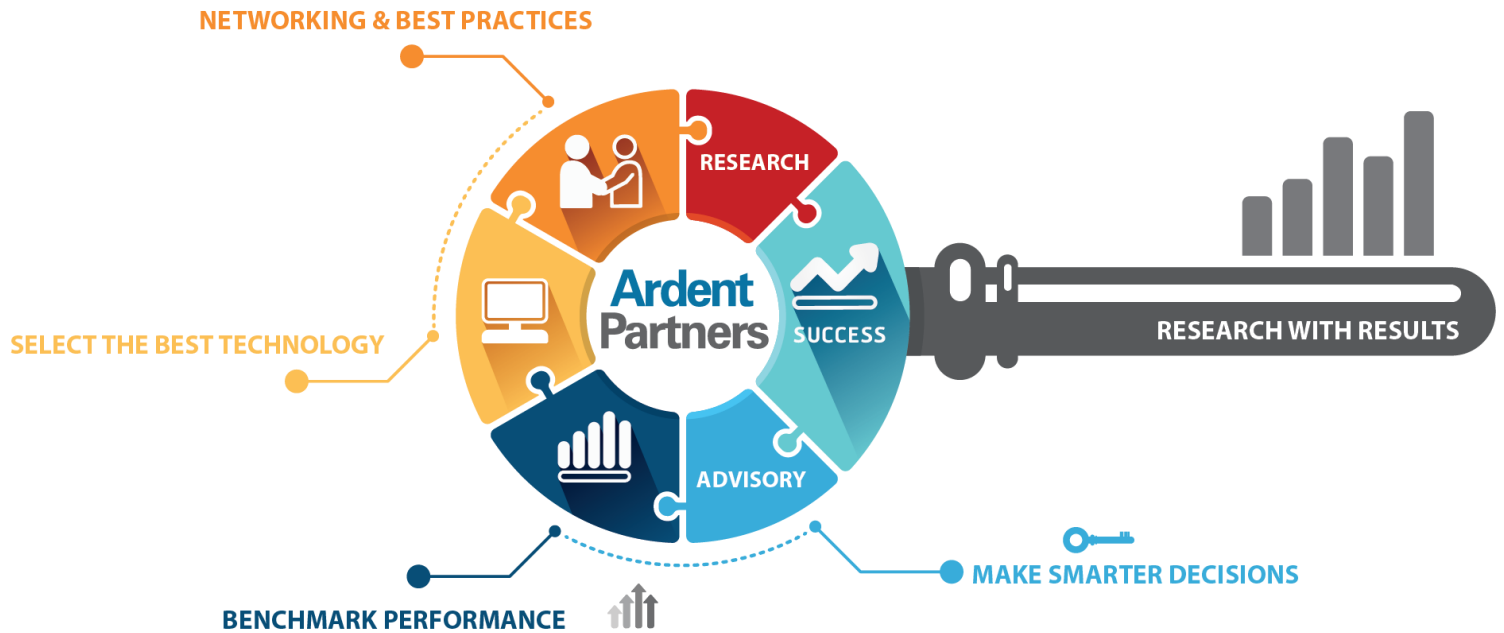 NETWORKING & BEST PRACTICES
RESEARCH
Ardent
Partners
SUCCESS
RESEARCH WITH RESULTS
SELECT THE BEST TECHNOLOGY
ADVISORY
MAKE SMARTER DECISIONS
BENCHMARK PERFORMANCE